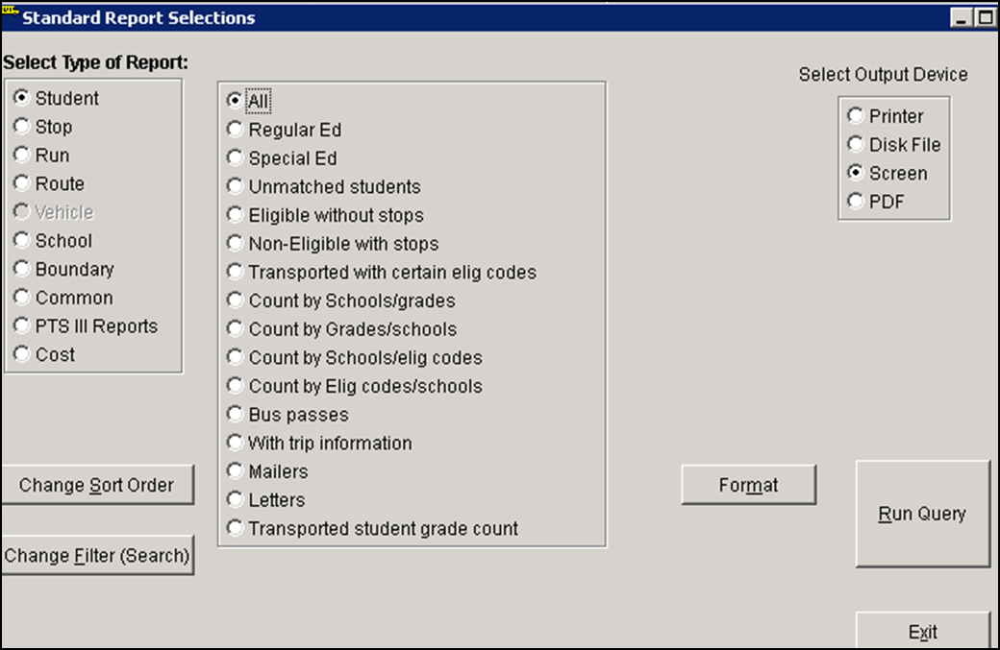 Standard Report Selections
Select Type of Report:
Student
Stop
Run
Route
Vehicle
School
Boundary
Common
PTS III Reports
Cost
All
Regular Ed
Special Ed
Unmatched students
Eligible without stops
Non-Eligible with stops
Transported with certain elig codes
Count by Schools/grades
Count by Grades/schools
Count by Schools/elig codes
Count by Elig codes/schools
Bus passes
With trip information
Mailers
Letters
Transported student grade count
Select Output Device
Printer
Disk File
Screen
PDF
Change Sort Order
Change Filter (Search)
Format
Run Query
Exit